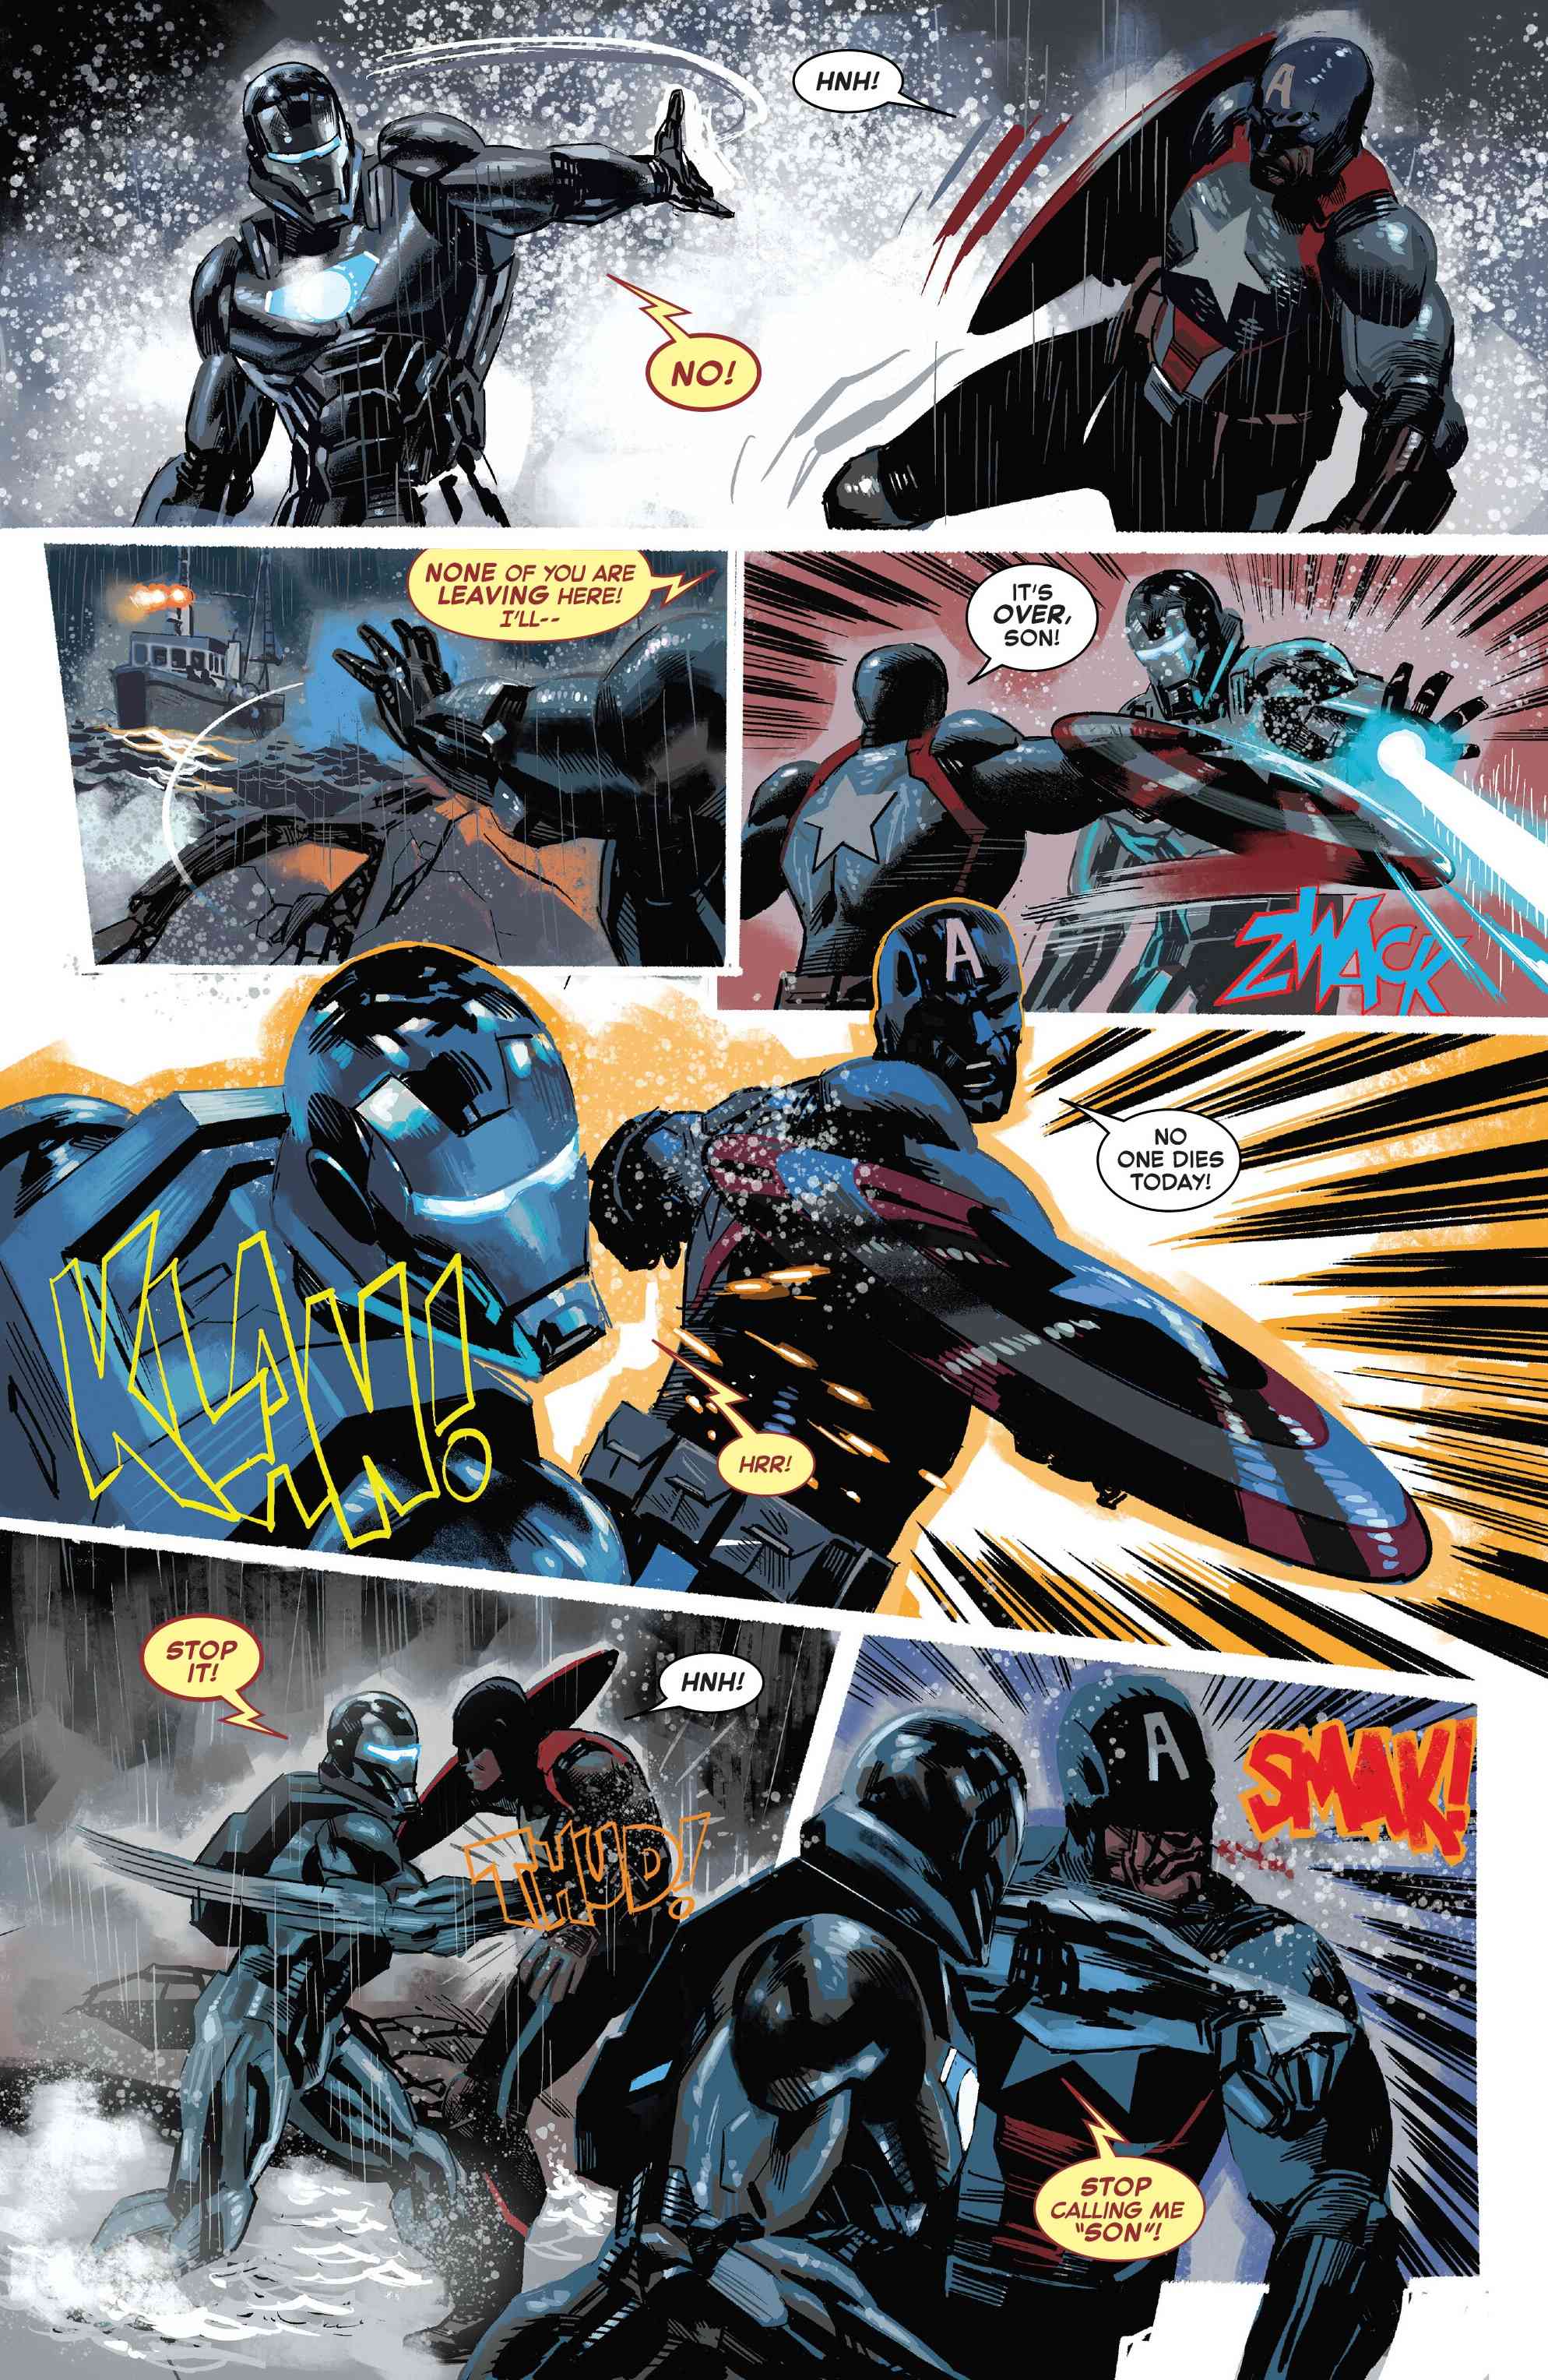 HNH!
A
NO!
NONE OF YOU ARE
LEAVING HERE!
I'LL--
IT'S
OVER,
SON!
ZWACK
A
NO
ONE DIES
TODAY!
KLAN!
HRR!
STOP
IT!
HNH!
THUD!
A
SMAK!
STOP
CALLING ME
"SON"!